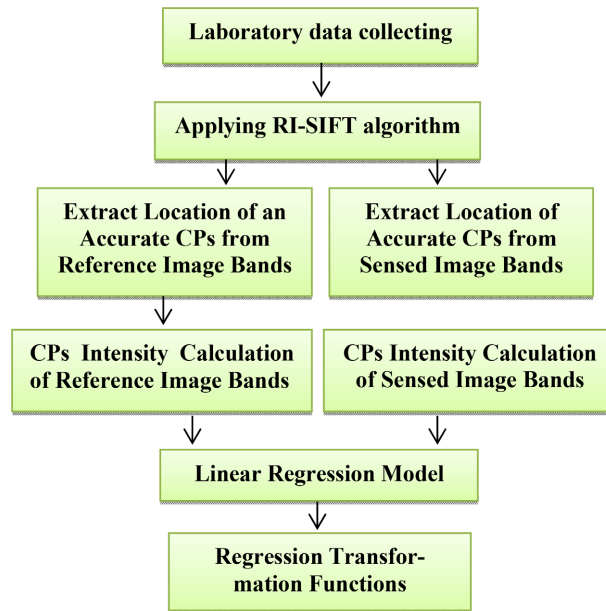 Laboratory data collecting
Applying RI-SIFT algorithm
Extract Location of an
Accurate CPs from
Reference Image Bands
Extract Location of
Accurate CPs from
Sensed Image Bands
CPs Intensity Calculation
of Reference Image Bands
CPs Intensity Calculation
of Sensed Image Bands
Linear Regression Model
Regression Transfor-
mation Functions